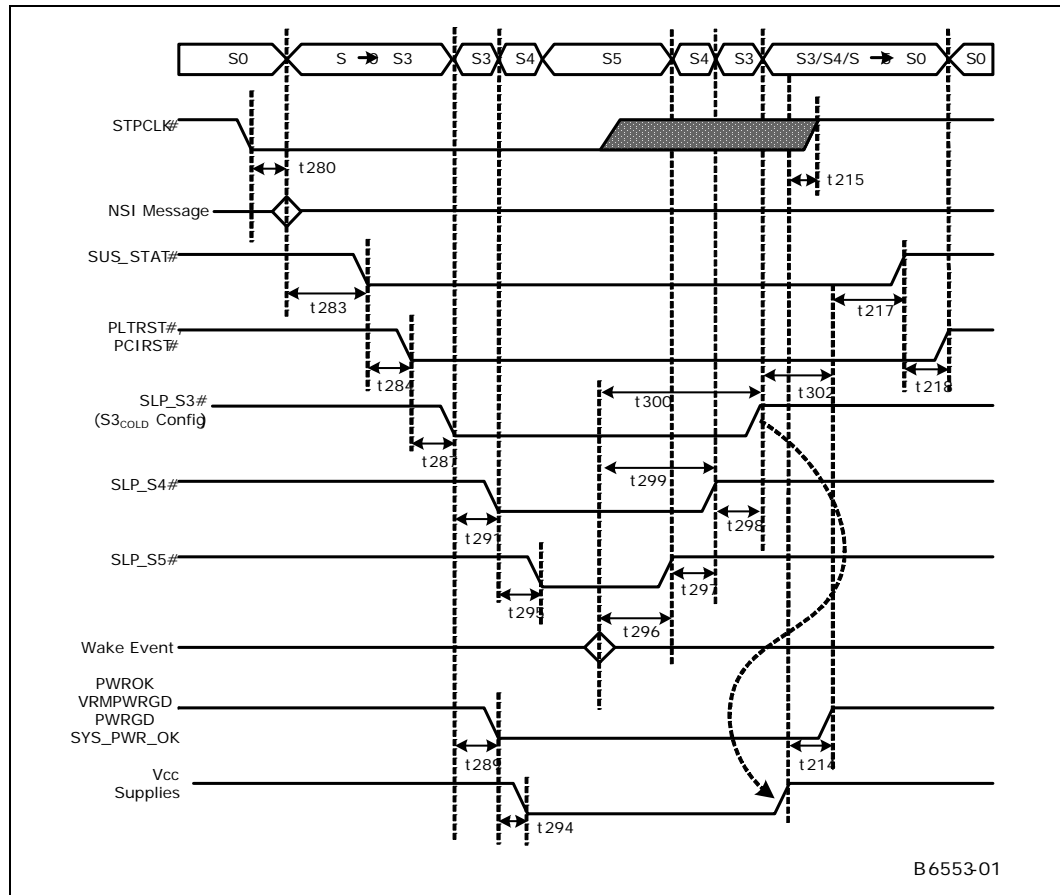 S0 S → 0 S3 S3 S4 S5 S4 S3 S3/S4/S → 5 S0 S0
STPCLK#
t280
t215
NSI Message
SUS_STAT#
t283
t217
PLTRST#,
PCIRST#
t284
t218
t302
t300
SLP_S3#
(S3COLD Config)
t287
t299
SLP_S4#
t298
t291
SLP_S5#
t297
t295
t296
Wake Event
PWROK
VRMPWRGD
PWRGD
SYS_PWR_OK
t289
t214
Vcc
Supplies
t294
B6553-01